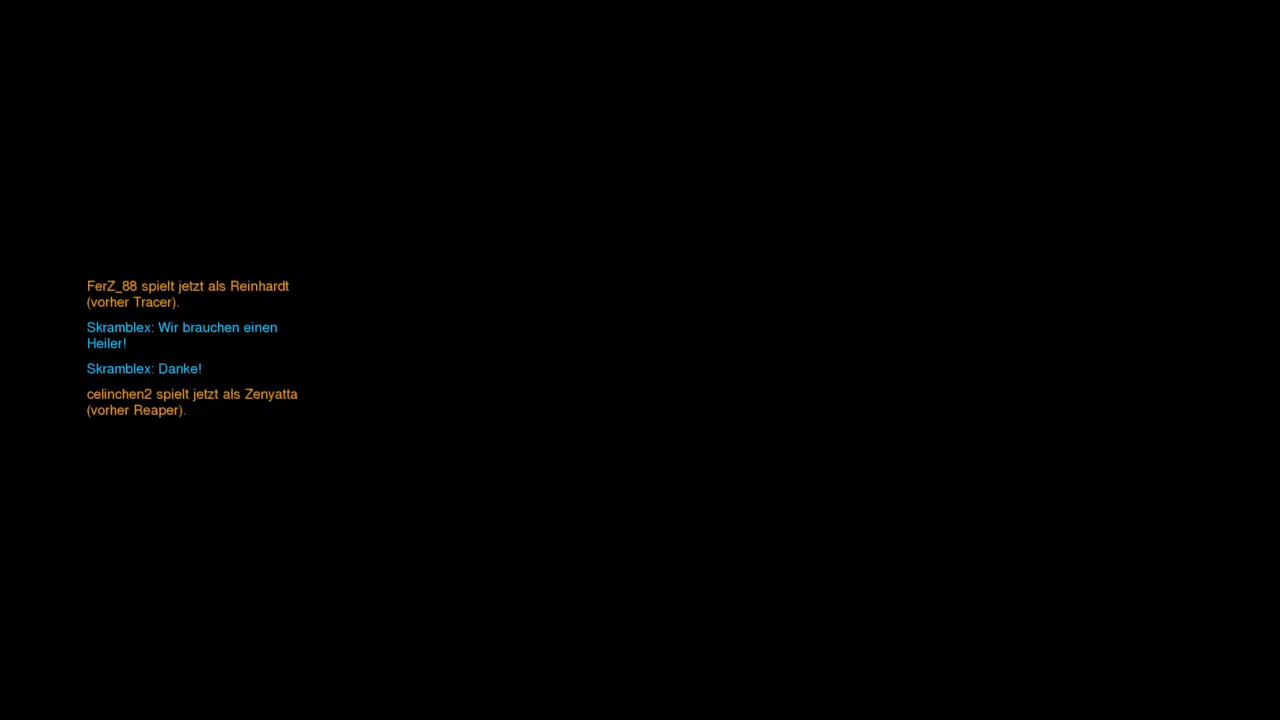 FerZ_88 spielt jetzt als Reinhardt
(vorher Tracer).
Skramblex: Wir brauchen einen
Heiler!
Skramblex: Danke!
celinchen2 spielt jetzt als Zenyatta
(vorher Reaper).